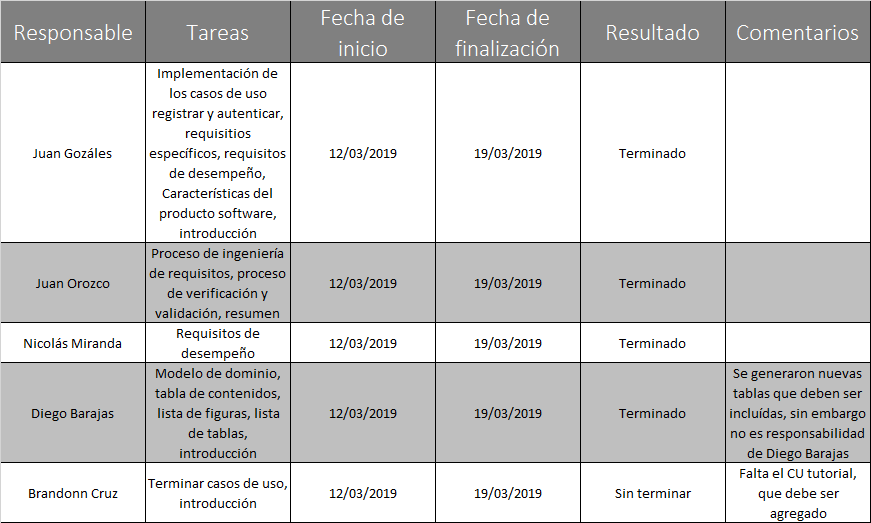 Responsable
Tareas
Fecha de
inicio
Fecha de
finalización
Resultado
Comentarios
Juan Gozáles
Implementación de
los casos de uso
registrar y autenticar,
requisitios
específicos, requisitos
de desempeño,
Características del
producto software,
introducción
12/03/2019
19/03/2019
Terminado
Juan Orozco
Proceso de ingeniería
de requisitos, proceso
de verificación y
validación, resumen
12/03/2019
19/03/2019
Terminado
Nicolás Miranda
Requisitos de
desempeño
12/03/2019
19/03/2019
Terminado
Diego Barajas
Modelo de dominio,
tabla de contenidos,
lista de figuras, lista
de tablas,
introducción
12/03/2019
19/03/2019
Terminado
Se generaron nuevas
tablas que deben ser
incluídas, sin embargo
no es responsabilidad
de Diego Barajas
Brandonn Cruz
Terminar casos de uso,
introducción
12/03/2019
19/03/2019
Sin terminar
Falta el CU tutorial,
que debe ser
agregado